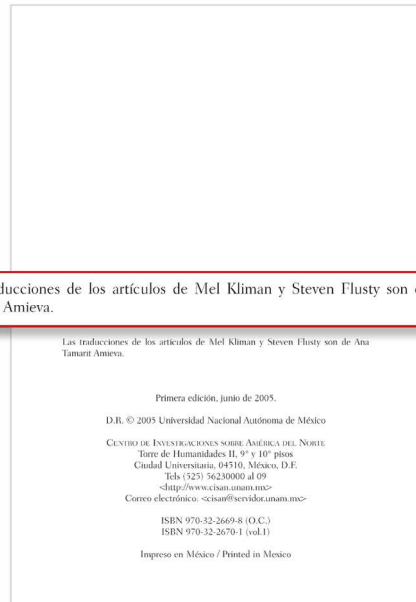 ducciones de los artículos de Mel Kliman y Steven Flusty son
Amieva.
Las traducciones de los artículos de Mel Kliman y Steven Flusty son de Ana
Tamarit Amieva.
Primera edición, junio de 2005.
D.R. © 2005 Universidad Nacional Autónoma de México
CENTRO DE INVESTIGACIONES SOBRE AMÉRICA DEL NORTE
Torre de Humanidades II, 9° y 10° pisos
Ciudad Universitaria, 04510, México, D.F.
Tels (525) 56230000 al 09
<http://www.cisan.unam.mx>
Correo electrónico: <cisan@servidor.unam.mx>
ISBN 970-32-2669-8 (O.C.)
ISBN 970-32-2670-1 (vol.1)
Impreso en México / Printed in Mexico